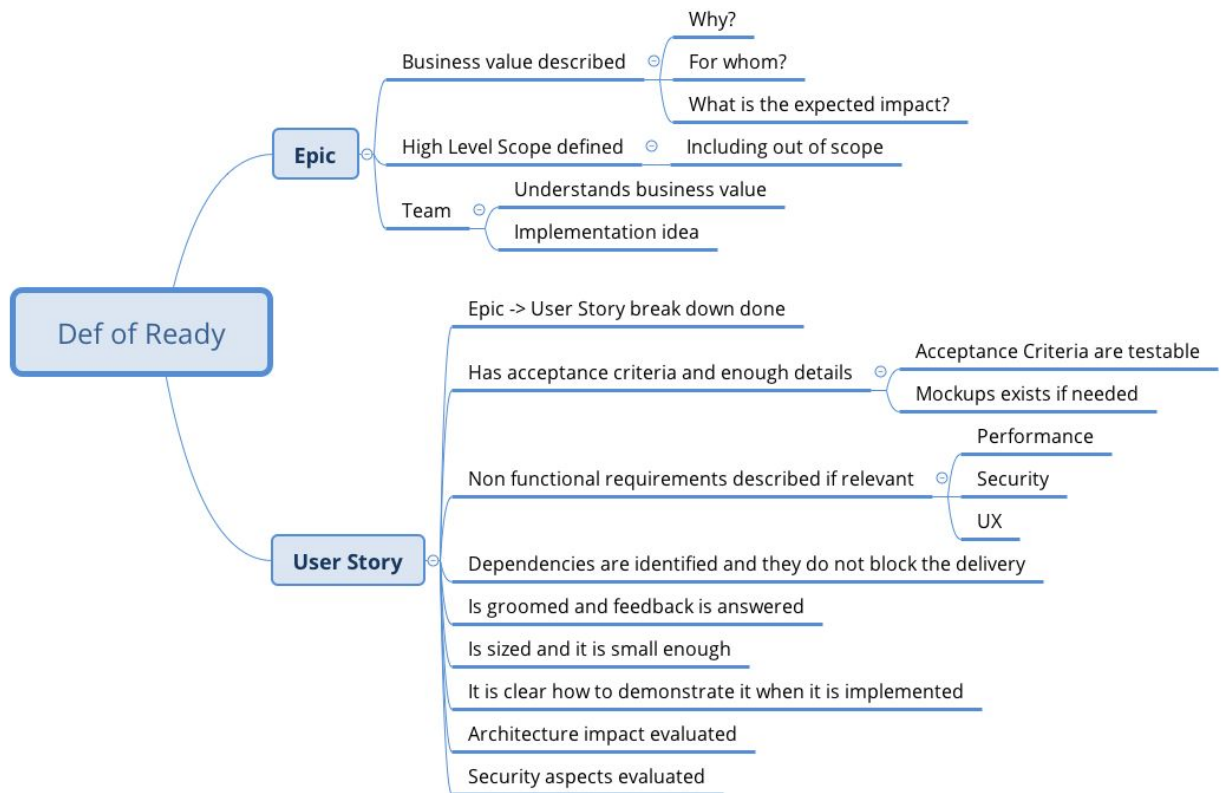 Def of Ready
Epic
Business value described
Why?
For whom?
What is the expected impact?
High Level Scope defined
Including out of scope
Team
Understands business value
Implementation idea
User Story
Epic -> User Story break down done
Has acceptance criteria and enough details
Acceptance Criteria are testable
Mockups exists if needed
Non functional requirements described if relevant
Performance
Security
UX
Dependencies are identified and they do not block the delivery
Is groomed and feedback is answered
Is sized and it is small enough
It is clear how to demonstrate it when it is implemented
Architecture impact evaluated
Security aspects evaluated